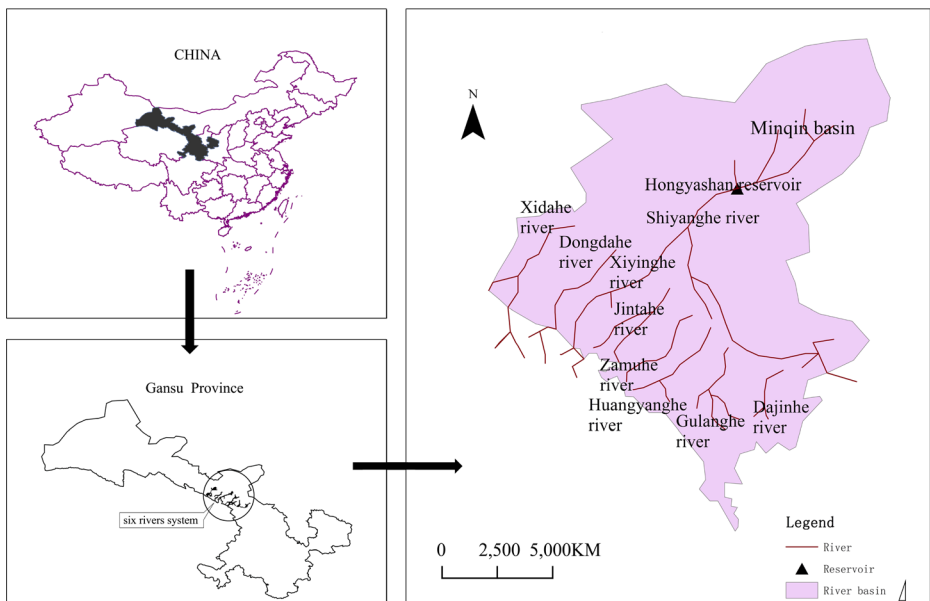 CHINA
Gansu Province
six rivers system
N
Minqin basin
Hongyashan reservoir
Shiyanghe river
Xidahe
river
Dongdahe
river
Xiyinghe
river
Jintahe
river
Zamuhe
river
Huangyanghe
river
Gulanghe
river
Dajinhe
river
0 2,500 5,000KM
Legend
River
Reservoir
River basin